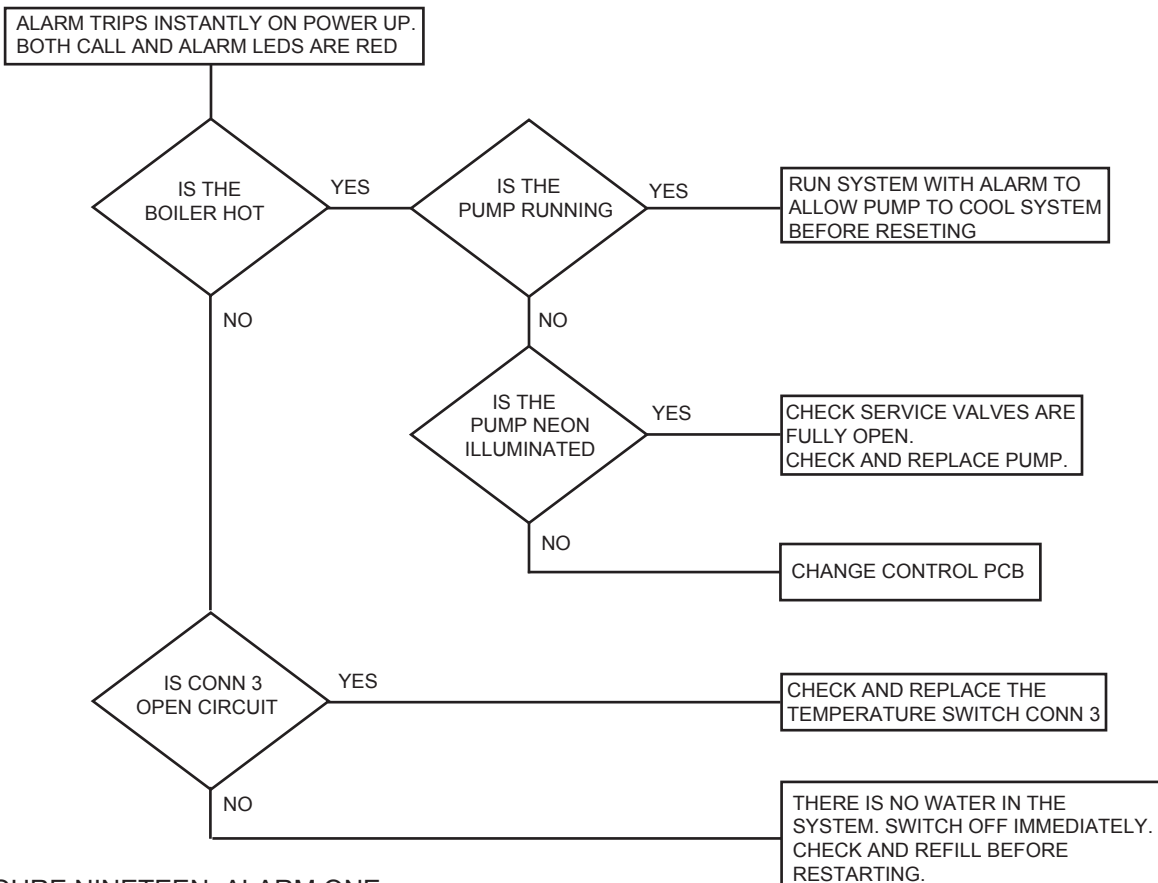 ALARM TRIPS INSTANTLY ON POWER UP.
BOTH CALL AND ALARM LEDS ARE RED
IS THE
BOILER HOT
YES
IS THE
PUMP RUNNING
YES
RUN SYSTEM WITH ALARM TO
ALLOW PUMP TO COOL SYSTEM
BEFORE RESETING
NO
NO
IS THE
PUMP NEON
ILLUMINATED
YES
CHECK SERVICE VALVES ARE
FULLY OPEN.
CHECK AND REPLACE PUMP.
NO
CHANGE CONTROL PCB
IS CONN 3
OPEN CIRCUIT
YES
CHECK AND REPLACE THE
TEMPERATURE SWITCH CONN 3
NO
THERE IS NO WATER IN THE
SYSTEM. SWITCH OFF IMMEDIATELY.
CHECK AND REFILL BEFORE
RESTARTING.
NINETEEN ALARM ONE